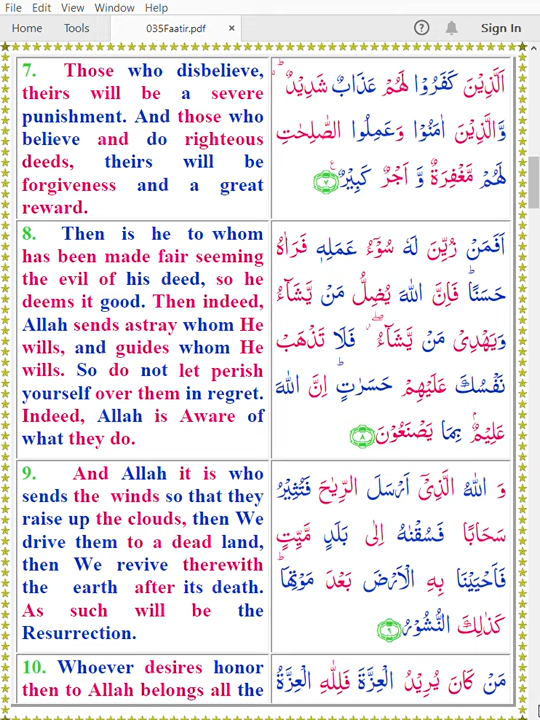 File Edit View Window Help
Home Tools 035Faatir.pdf × ? Sign In
7. Those who disbelieve,
theirs will be a severe
punishment. And those who
believe and do righteous
deeds, theirs will be
forgiveness and a great
reward.
اَلَّذِيْنَ كَفَرُوْا لَهُمْ عَذَابٌ شَدِيْدٌ ؕ
وَّالَّذِيْنَ اٰمَنُوْا وَعَمِلُوا الصّٰلِحٰتِ
لَهُمْ مَّغْفِرَةٌ وَّ اَجْرٌ كَبِيْرٌ ﴿۷﴾
8. Then is he to whom
has been made fair seeming
the evil of his deed, so he
deems it good. Then indeed,
Allah sends astray whom He
wills, and guides whom He
wills. So do not let perish
yourself over them in regret.
Indeed, Allah is Aware of
what they do.
اَفَمَنْ زُيِّنَ لَهٗ سُوْٓءُ عَمَلِهٖ فَرَاٰهُ
حَسَنًا ؕ فَاِنَّ اللّٰهَ يُضِلُّ مَنْ يَّشَآءُ
وَيَهْدِىْ مَنْ يَّشَآءُ ۖ فَلَا تَذْهَبْ
نَفْسُكَ عَلَيْهِمْ حَسَرٰتٍ ؕ اِنَّ اللّٰهَ
عَلِيْمٌۢ بِمَا يَصْنَعُوْنَ ﴿۸﴾
9. And Allah it is who
sends the winds so that they
raise up the clouds, then We
drive them to a dead land,
then We revive therewith
the earth after its death.
As such will be the
Resurrection.
وَ اللّٰهُ الَّذِىْۤ اَرْسَلَ الرِّيٰحَ فَتُثِيْرُ
سَحَابًا فَسُقْنٰهُ اِلٰى بَلَدٍ مَّيِّتٍ
فَاَحْيَيْنَا بِهِ الْاَرْضَ بَعْدَ مَوْتِهَا ؕ
كَذٰلِكَ النُّشُوْرُ ﴿۹﴾
10. Whoever desires honor
then to Allah belongs all the
مَنْ كَانَ يُرِيْدُ الْعِزَّةَ فَلِلّٰهِ الْعِزَّةُ